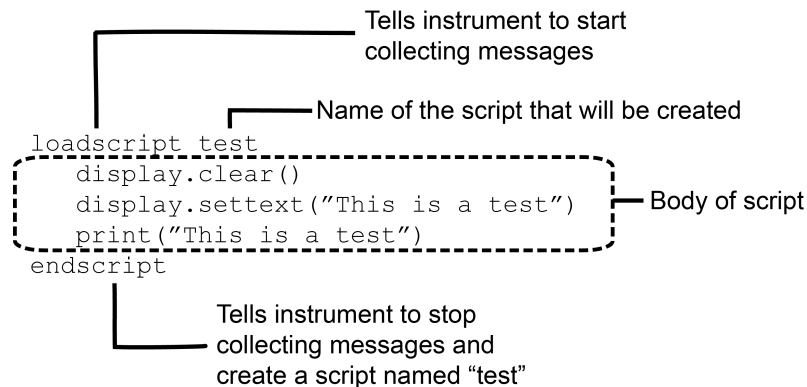 Tells instrument to start
collecting messages
Name of the script that will be created
loadscript test
display.clear()
display.settext(”This is a test”)
print(”This is a test”)
Body of script
endscript
Tells instrument to stop
collecting messages and
create a script named “test”